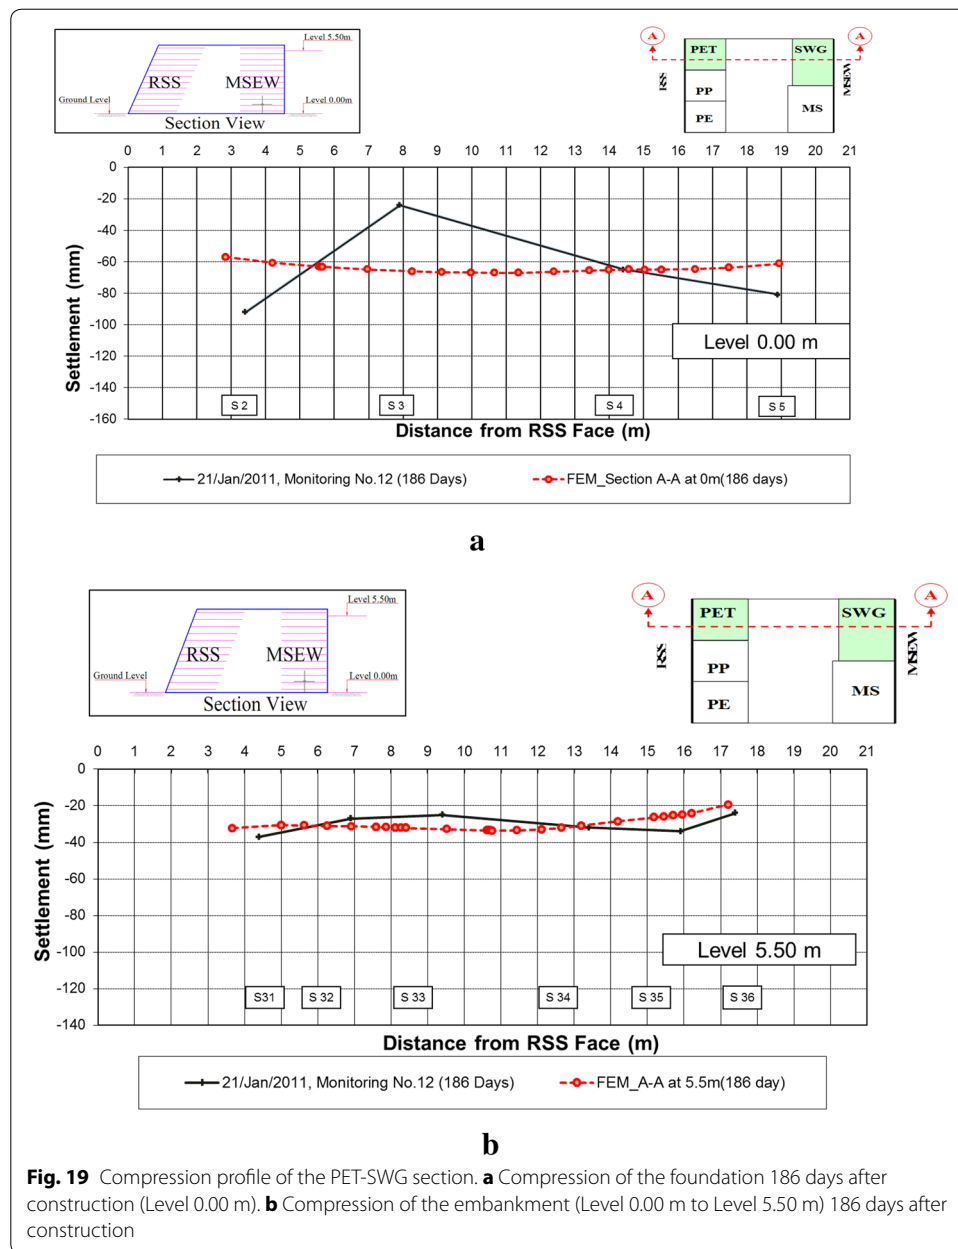 Level 5.50m
RSS
MSEW
Ground Level
Level 0.00m
Section View
A
A
PET
SWG
RSS
MSEW
PP
PE
MS
0 1 2 3 4 5 6 7 8 9 10 11 12 13 14 15 16 17 18 19 20 21
0
-20
-40
-60
-80
-100
-120
-140
-160
Settlement (mm)
Level 0.00 m
S 2
S 3
S 4
S 5
Distance from RSS Face (m)
21/Jan/2011, Monitoring No.12 (186 Days)
FEM_Section A-A at 0m(186 days)
a
Level 5.50m
RSS
MSEW
Ground Level
Level 0.00m
Section View
A
A
PET
SWG
RSS
MSEW
PP
PE
MS
0 1 2 3 4 5 6 7 8 9 10 11 12 13 14 15 16 17 18 19 20 21
0
-20
-40
-60
-80
-100
-120
-140
Settlement (mm)
Level 5.50 m
S31
S 32
S 33
S 34
S 35
S 36
Distance from RSS Face (m)
21/Jan/2011, Monitoring No.12 (186 Days)
FEM_A-A at 5.5m(186 day)
b
Fig. 19 Compression profile of the PET-SWG section. a Compression of the foundation 186 days after
construction (Level 0.00 m). b Compression of the embankment (Level 0.00 m to Level 5.50 m) 186 days after
construction